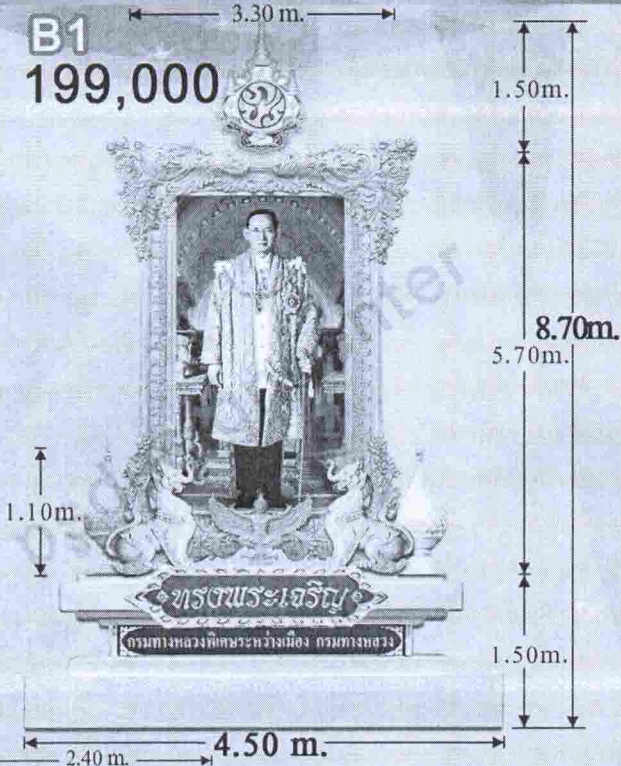 3.30 m.
B1
199,000
1.50m.
8.70m.
5.70m.
1.10m.
ทรงพระเจริญ
กรมทางหลวงพิเศษระหว่างเมือง กรมทางหลวง
1.50m.
4.50 m.
2.40 m.